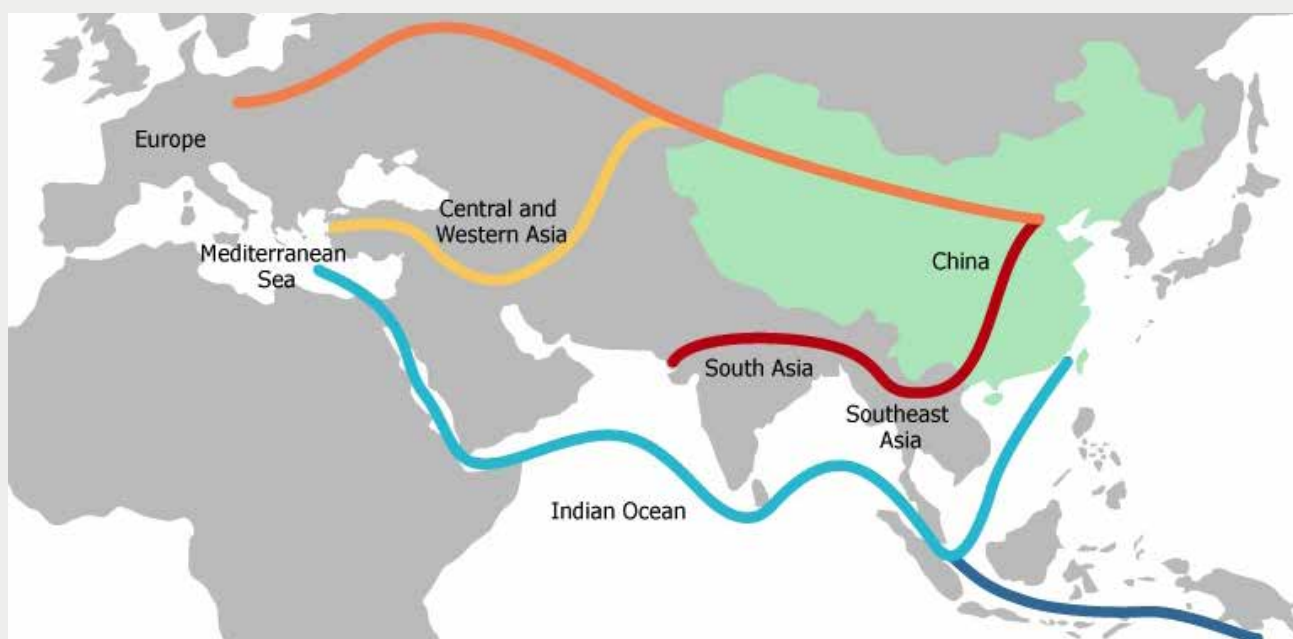 Europe
Central and
Western Asia
Mediterranean
Sea
China
South Asia
Southeast
Asia
Indian Ocean